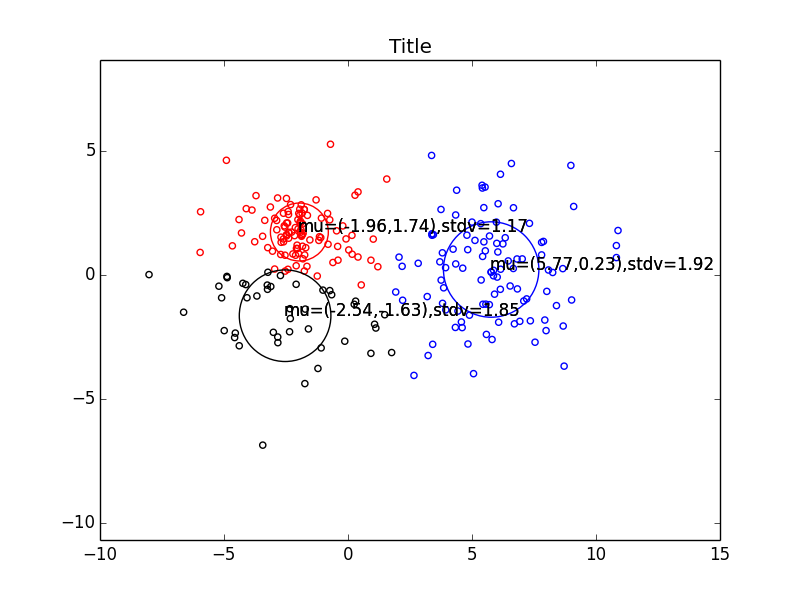 Title
5
0
−5
−10
mu=(-1.96,1.74),stdv=1.17
mu=(5.77,0.23),stdv=1.92
mu=(-2.54,-1.63),stdv=1.85
−10 −5 0 5 10 15